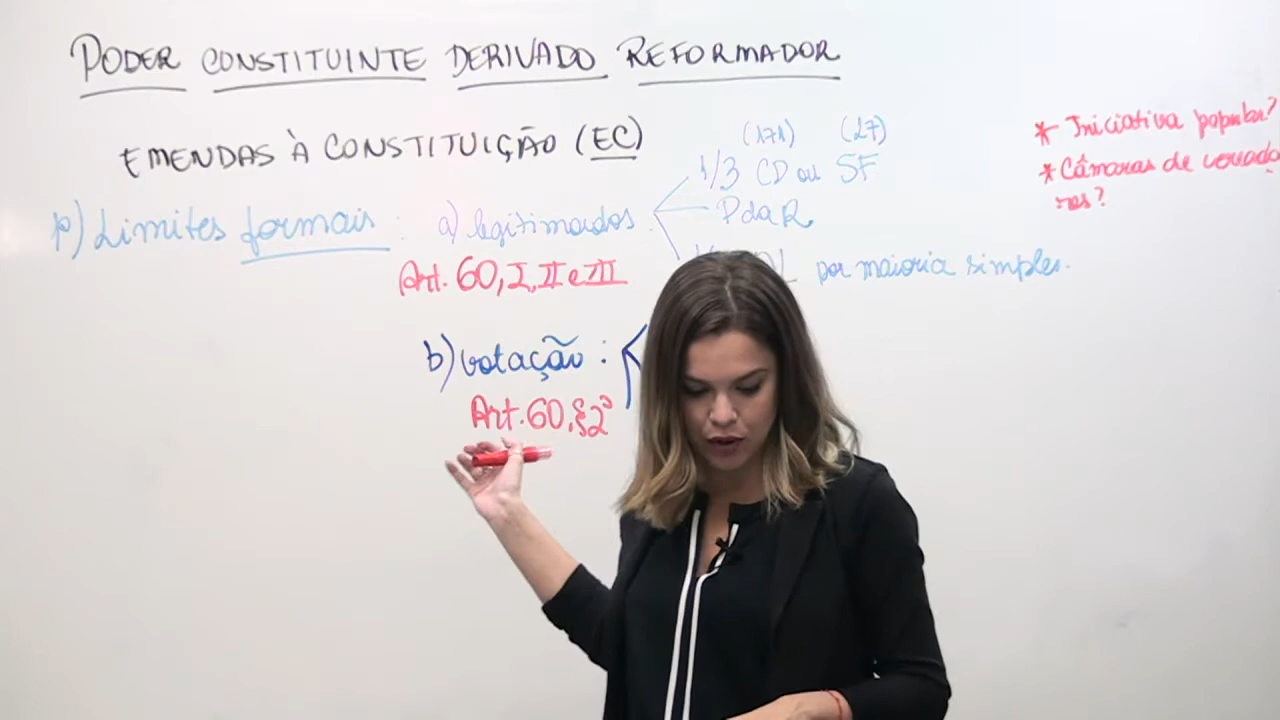 PODER CONSTITUINTE DERIVADO REFORMADOR
EMENDAS À CONSTITUIÇÃO (EC)
(171) (27)
1/3 CD ou SF
* Iniciativa popular?
* Câmaras de vereado
res?
b) Limites formais : a) legitimados :
PdaR
Art. 60, I, II e III
por maioria simples.
b) votação :
Art. 60, § 2º